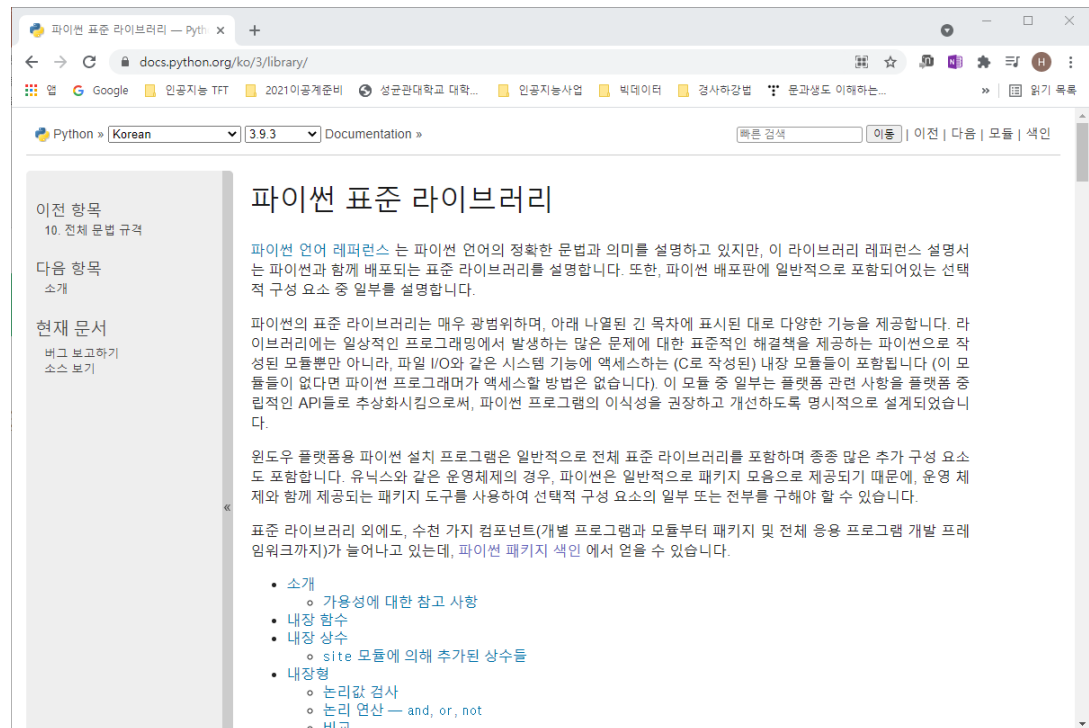 파이썬 표준 라이브러리 — Pyth
docs.python.org/ko/3/library/
H
앱 Google 인공지능 TFT 2021이공계준비 성균관대학교 대학... 인공지능사업 빅데이터 경사하강법 문과생도 이해하는... » 읽기 목록
Python » Korean 3.9.3 Documentation » 빠른 검색 이동 | 이전 | 다음 | 모듈 | 색인
이전 항목
10. 전체 문법 규격
다음 항목
소개
현재 문서
버그 보고하기
소스 보기
«
파이썬 표준 라이브러리
파이썬 언어 레퍼런스 는 파이썬 언어의 정확한 문법과 의미를 설명하고 있지만, 이 라이브러리 레퍼런스 설명서
는 파이썬과 함께 배포되는 표준 라이브러리를 설명합니다. 또한, 파이썬 배포판에 일반적으로 포함되어있는 선택
적 구성 요소 중 일부를 설명합니다.
파이썬의 표준 라이브러리는 매우 광범위하며, 아래 나열된 긴 목차에 표시된 대로 다양한 기능을 제공합니다. 라
이브러리에는 일상적인 프로그래밍에서 발생하는 많은 문제에 대한 표준적인 해결책을 제공하는 파이썬으로 작
성된 모듈뿐만 아니라, 파일 I/O와 같은 시스템 기능에 액세스하는 (C로 작성된) 내장 모듈들이 포함됩니다 (이 모
듈들이 없다면 파이썬 프로그래머가 액세스할 방법은 없습니다). 이 모듈 중 일부는 플랫폼 관련 사항을 플랫폼 중
립적인 API들로 추상화시킴으로써, 파이썬 프로그램의 이식성을 권장하고 개선하도록 명시적으로 설계되었습니
다.
윈도우 플랫폼용 파이썬 설치 프로그램은 일반적으로 전체 표준 라이브러리를 포함하며 종종 많은 추가 구성 요소
도 포함합니다. 유닉스와 같은 운영체제의 경우, 파이썬은 일반적으로 패키지 모음으로 제공되기 때문에, 운영 체
제와 함께 제공되는 패키지 도구를 사용하여 선택적 구성 요소의 일부 또는 전부를 구해야 할 수 있습니다.
표준 라이브러리 외에도, 수천 가지 컴포넌트(개별 프로그램과 모듈부터 패키지 및 전체 응용 프로그램 개발 프레
임워크까지)가 늘어나고 있는데, 파이썬 패키지 색인 에서 얻을 수 있습니다.
소개
가용성에 대한 참고 사항
내장 함수
내장 상수
site 모듈에 의해 추가된 상수들
내장형
논리값 검사
논리 연산 — and, or, not
비교